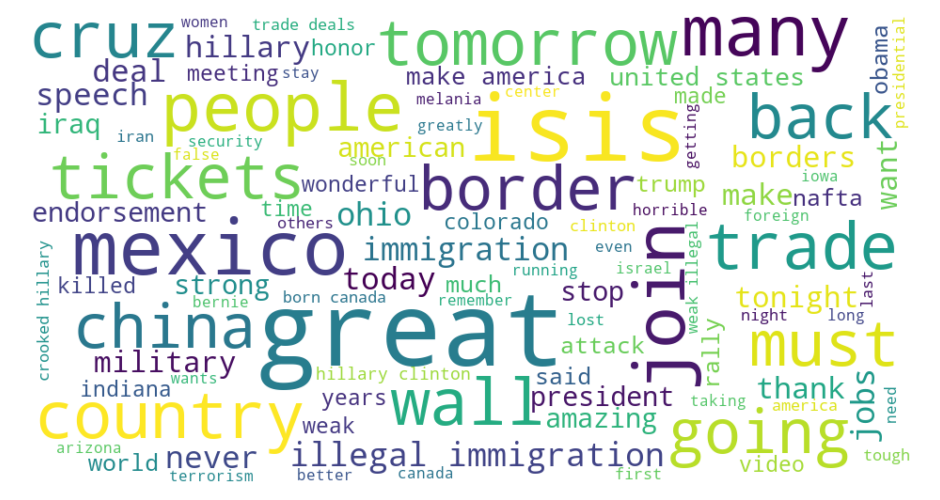 cruz
women
trade deals
hillary
honor
tomorrow
many
obama
presidential
deal
meeting
stay
make america
united states
speech
people
melania
center
isis
made
back
iraq
iran
security
false
greatly
american
soon
getting
borders
want
tickets
wonderful
border
trump
iowa
make
nafta
endorsement
time
others
ohio
colorado
clinton
horrible
foreign
mexico
immigration
even
join
trade
crooked hillary
killed
strong
today
running
israel
weak illegal
much
stop
tonight
last
bernie
born canada
remember
china
great
lost
night
long
must
military
attack
rally
indiana
wants
hillary clinton
said
thank
jobs
country
years
wall
president
taking
america
need
weak
amazing
going
arizona
world
never
illegal immigration
video
tough
terrorism
better
canada
first